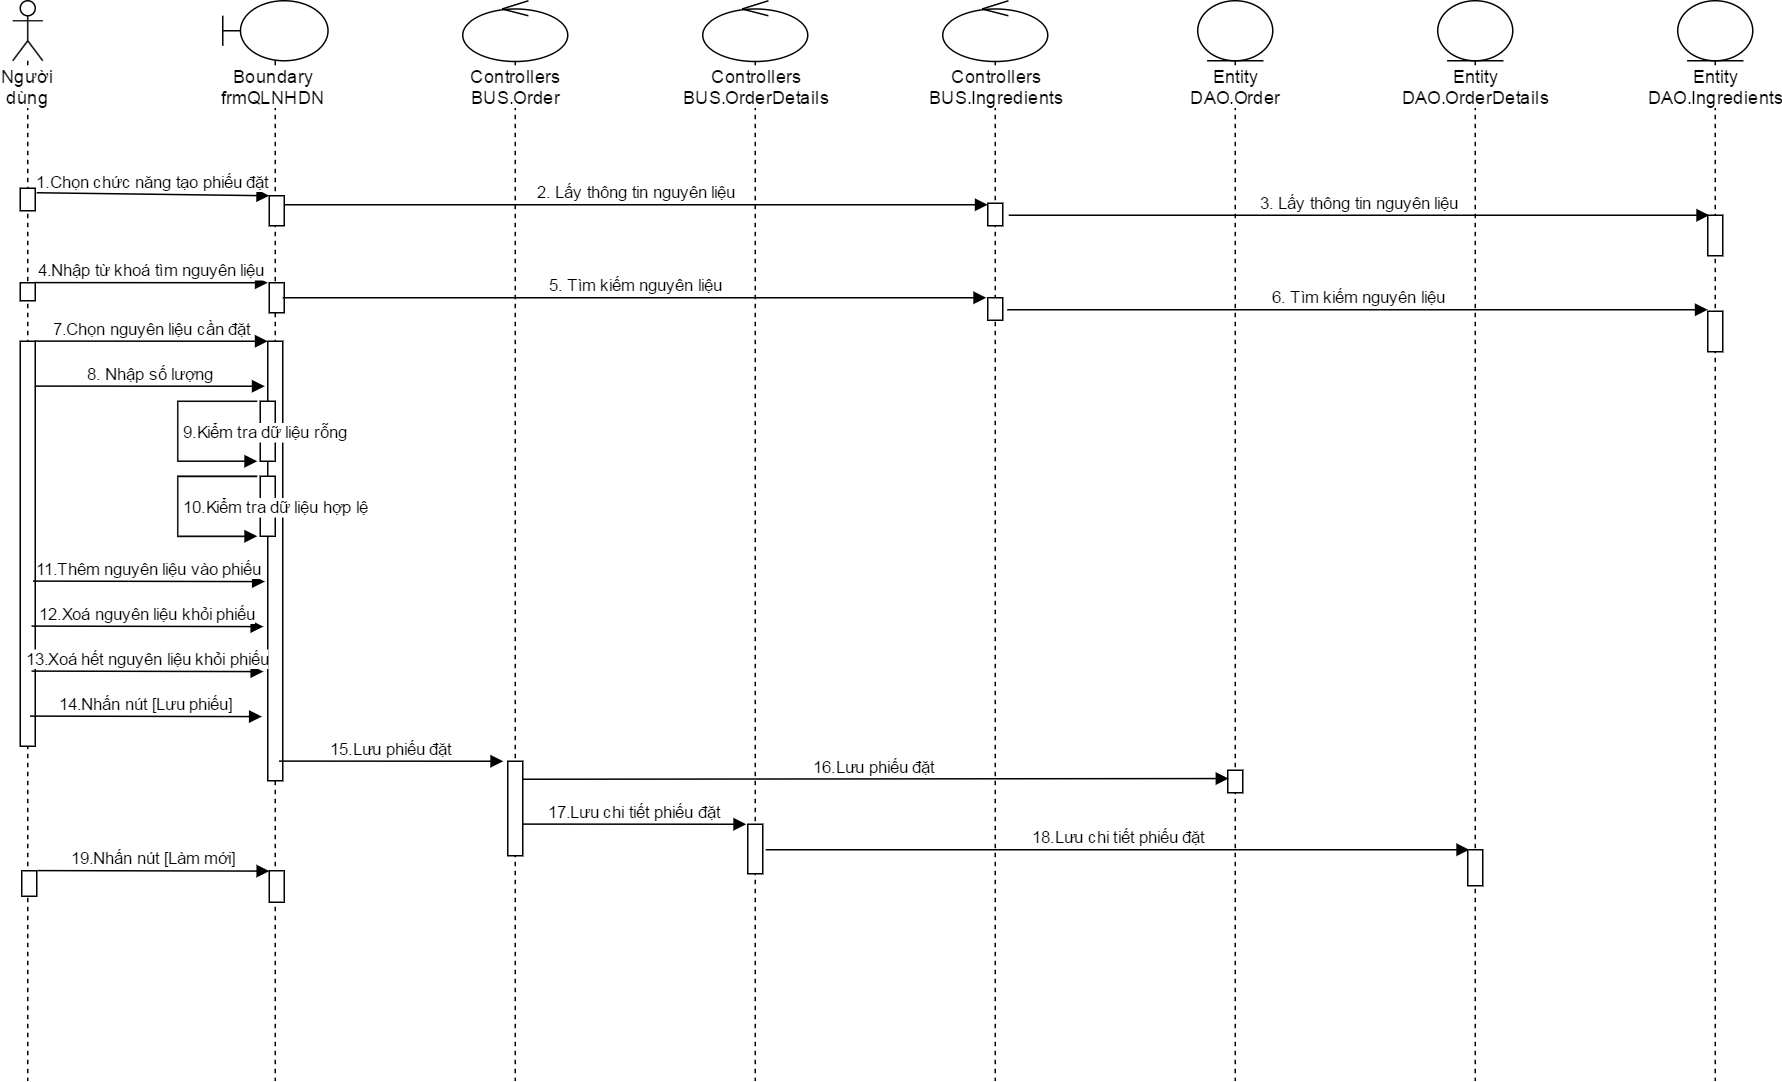 Người
dùng
Boundary
frmQLNHDN
Controllers
BUS.Order
Controllers
BUS.OrderDetails
Controllers
BUS.Ingredients
Entity
DAO.Order
Entity
DAO.OrderDetails
Entity
DAO.Ingredients
1.Chọn chức năng tạo phiếu đặt
2. Lấy thông tin nguyên liệu
3. Lấy thông tin nguyên liệu
4.Nhập từ khoá tìm nguyên liệu
5. Tìm kiếm nguyên liệu
6. Tìm kiếm nguyên liệu
7.Chọn nguyên liệu cần đặt
8. Nhập số lượng
9.Kiểm tra dữ liệu rỗng
10.Kiểm tra dữ liệu hợp lệ
11.Thêm nguyên liệu vào phiếu
12.Xoá nguyên liệu khỏi phiếu
13.Xoá hết nguyên liệu khỏi phiếu
14.Nhấn nút [Lưu phiếu]
15.Lưu phiếu đặt
16.Lưu phiếu đặt
17.Lưu chi tiết phiếu đặt
18.Lưu chi tiết phiếu đặt
19.Nhấn nút [Làm mới]